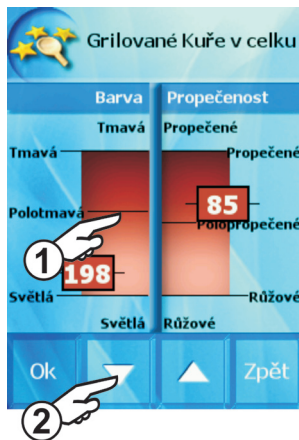 Grilované Kuře v celku
Barva Propečenost
Tmavá Propečené
Tmavá Propečené
85
Polotmavá Polopropečené
1
198
Světlá Růžové
Světlá Růžové
Ok Zpět
2